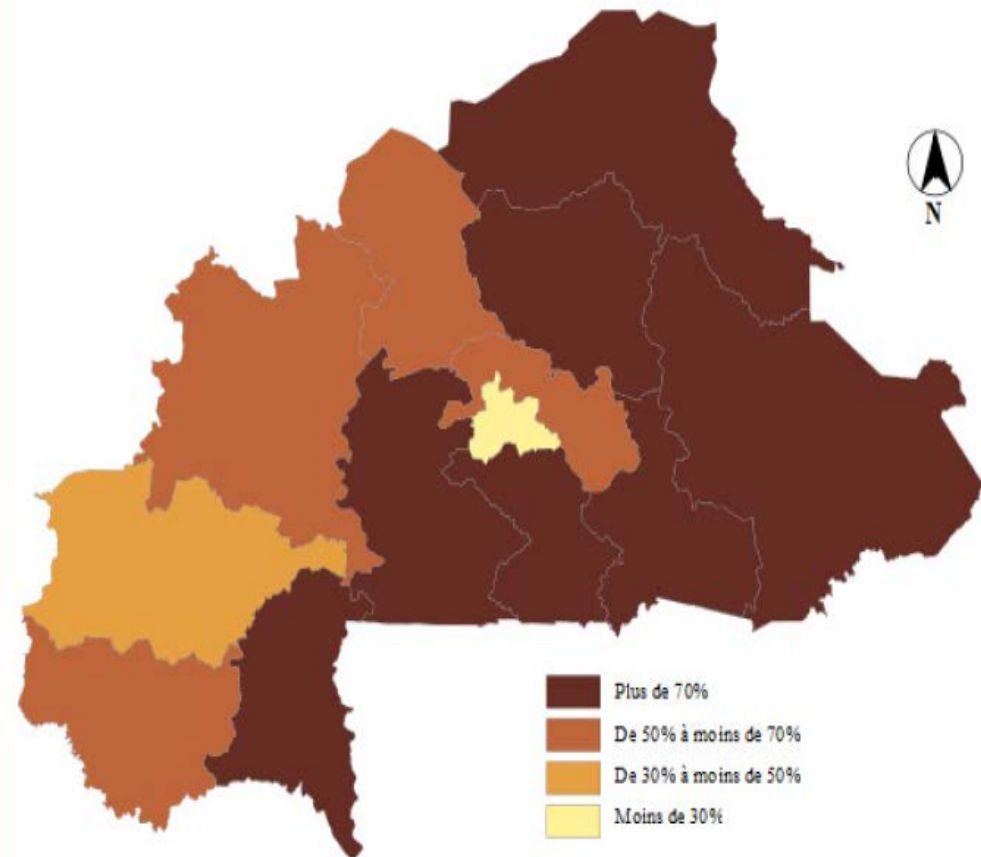 N
Plus de 70%
De 50% à moins de 70%
De 30% à moins de 50%
Moins de 30%